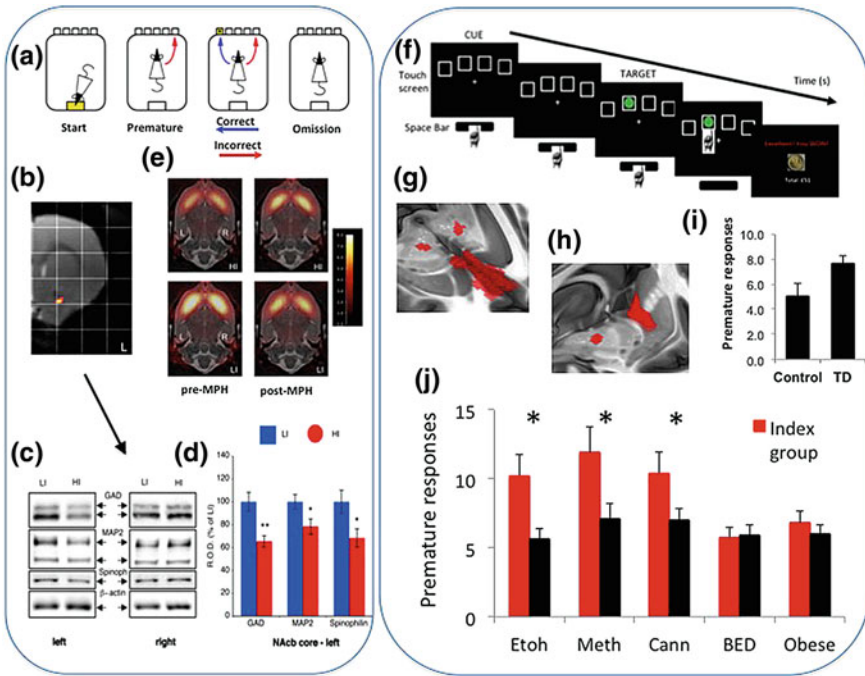 (a)
Start
Premature
Correct
Incorrect
Omission
(b)
L
(e)
L R
HI
HI
L R
LI
LI
pre-MPH
post-MPH
(c)
LI HI
LI HI
GAD
MAP2
Spinoph
β-actin
left
right
(d)
LI
HI
R.O.D. (% of LI)
140
120
100
80
60
40
20
0
**
*
*
GAD
MAP2
Spinophilin
NAcb core - left
(f)
CUE
Touch screen
Space Bar
TARGET
Time (s)
(g)
(h)
(i)
Premature responses
10.0
8.0
6.0
4.0
2.0
0.0
Control
TD
(j)
Premature responses
15
10
5
0
*
*
*
Index group
Etoh
Meth
Cann
BED
Obese